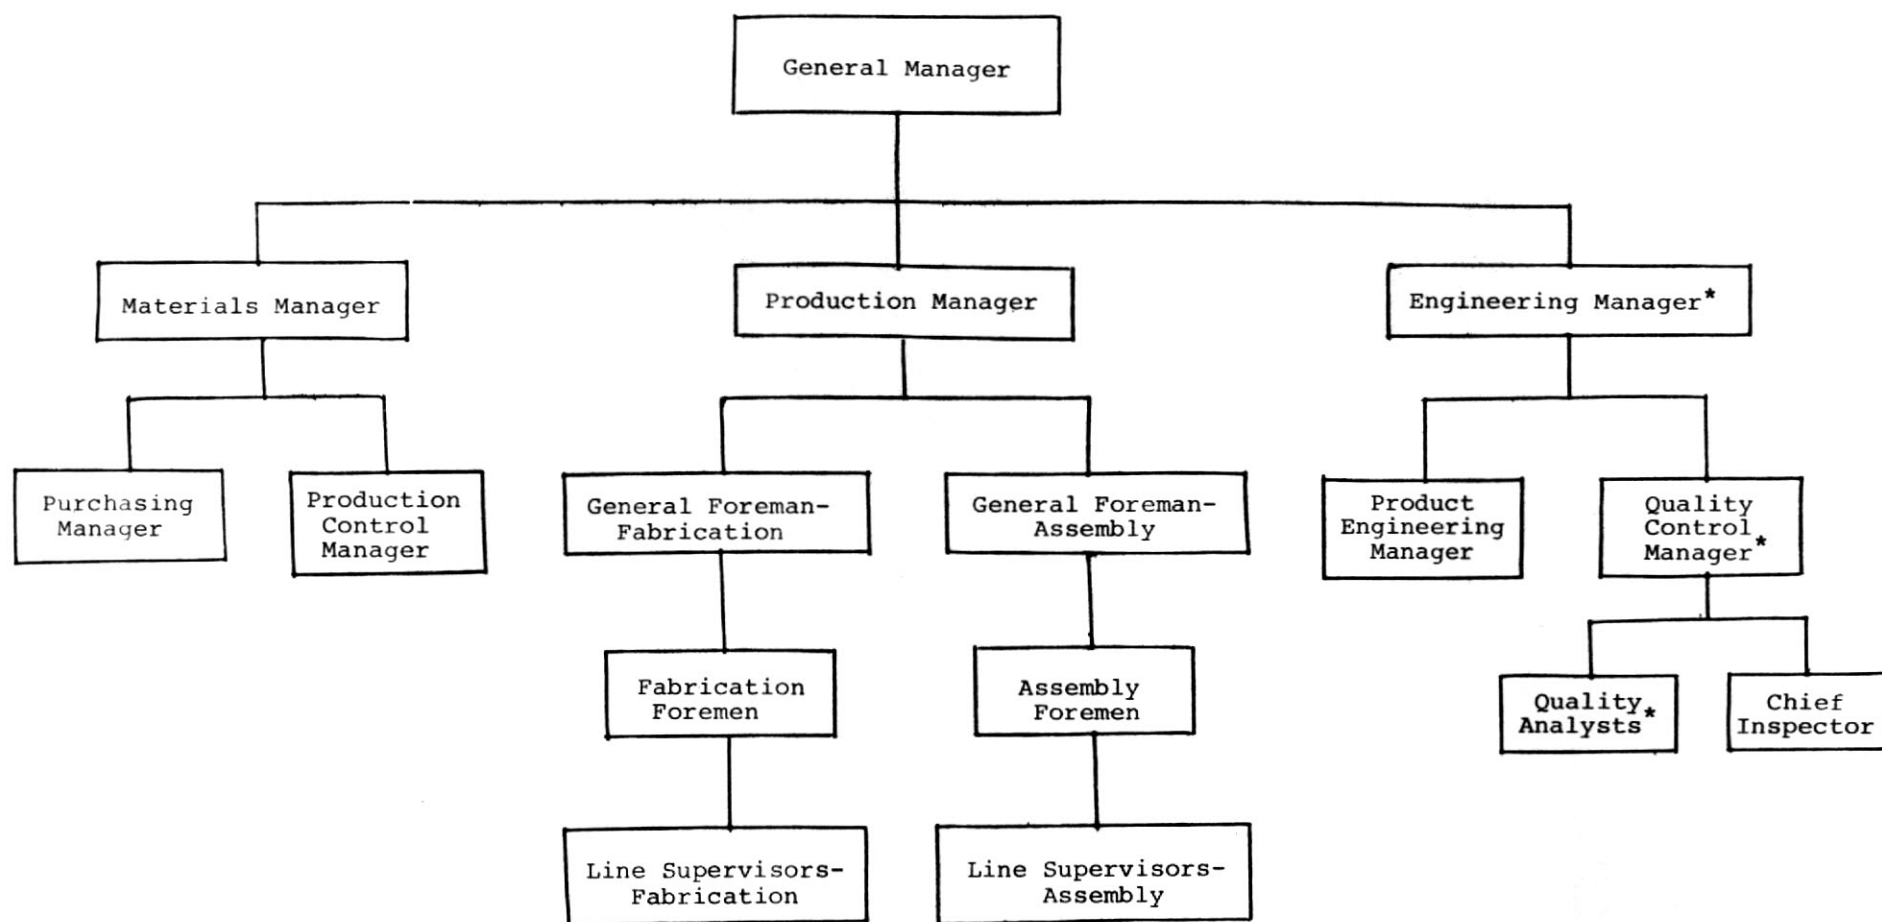 General Manager
Materials Manager
Production Manager
Engineering Manager*
Purchasing
Manager
Production
Control
Manager
General Foreman-
Fabrication
General Foreman-
Assembly
Product
Engineering
Manager
Quality
Control
Manager*
Fabrication
Foremen
Assembly
Foremen
Quality
Analysts*
Chief
Inspector
Line Supervisors-
Fabrication
Line Supervisors-
Assembly